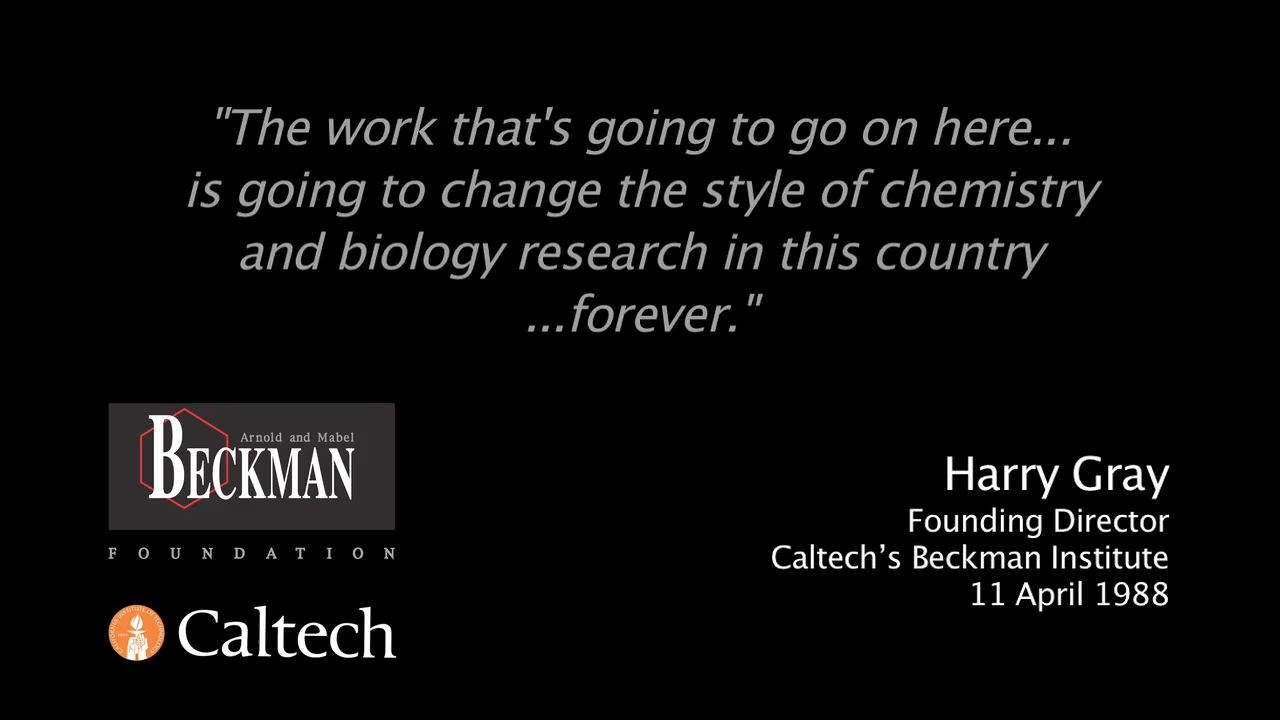 "The work that's going to go on here...
is going to change the style of chemistry
and biology research in this country
...forever."
Arnold and Mabel
BECKMAN
FOUNDATION
Caltech
Harry Gray
Founding Director
Caltech’s Beckman Institute
11 April 1988